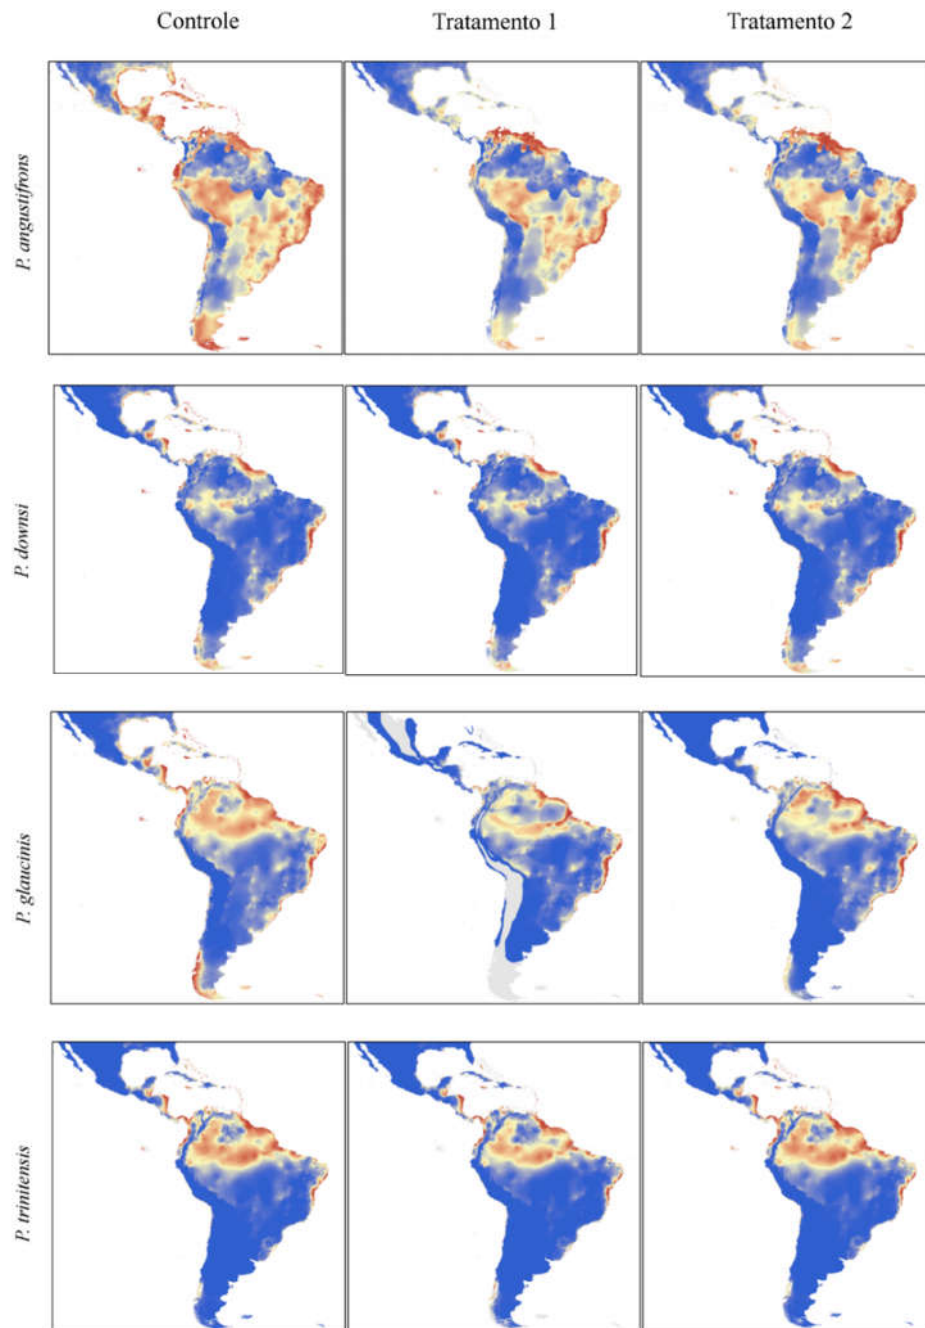 Controle Tratamento 1 Tratamento 2
P. angustifrons
P. downsi
P. glaucinis
P. trinitensis